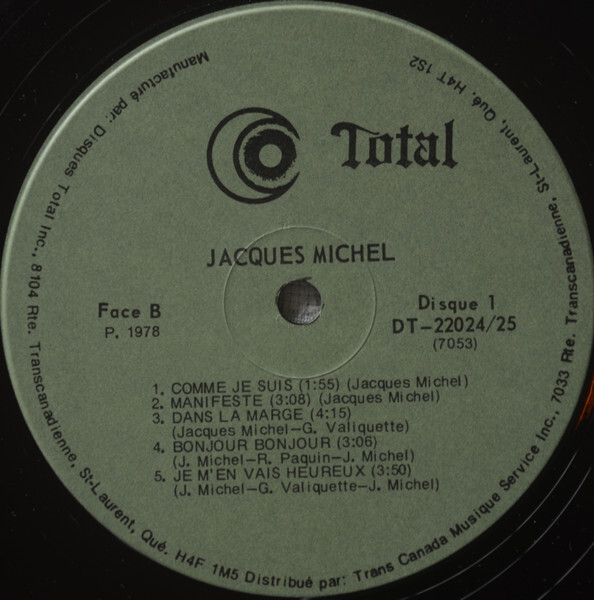 Total
JACQUES MICHEL
Face B
P. 1978
Disque 1
DT-22024/25
(7053)
1. COMME JE SUIS (1:55) (Jacques Michel)
2. MANIFESTE (3:08) (Jacques Michel)
3. DANS LA MARGE (4:15)
(Jacques Michel-G. Valiquette)
4. BONJOUR BONJOUR (3:06)
(J. Michel-R. Paquin-J. Michel)
5. JE M'EN VAIS HEUREUX (3:50)
(J. Michel-G. Valiquette-J. Michel)
Manufacturé par: Disques Total Inc., 8104 Rte. Transcanadienne, St-Laurent, Qué. H4F 1M5 Distribué par: Trans Canada Musique Service Inc., 7033 Rte. Transcanadienne, St-Laurent, Qué. H4T 1S2